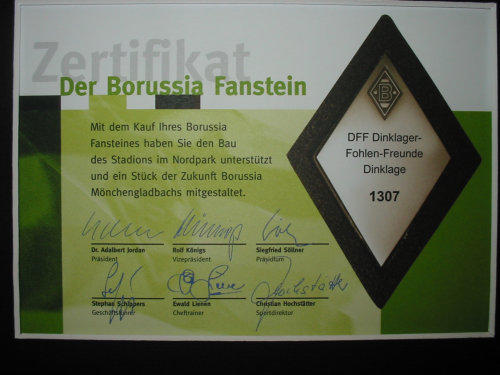 Zertifikat
Der Borussia Fanstein
Mit dem Kauf Ihres Borussia
Fansteines haben Sie den Bau
des Stadions im Nordpark unterstützt
und ein Stück der Zukunft Borussia
Mönchengladbachs mitgestaltet.
B
DFF Dinklager-
Fohlen-Freunde
Dinklage
1307
Dr. Adalbert Jordan
Präsident
Rolf Königs
Vizepräsident
Siegfried Söllner
Präsidium
Stephan Schippers
Geschäftsführer
Ewald Lienen
Cheftrainer
Christian Hochstätter
Sportdirektor